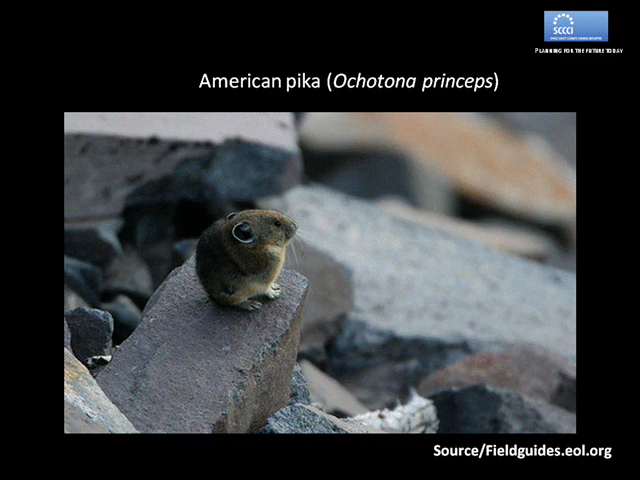 SCCCI
PLANNING FOR THE FUTURE TODAY
American pika (Ochotona princeps)
Source/Fieldguides.eol.org